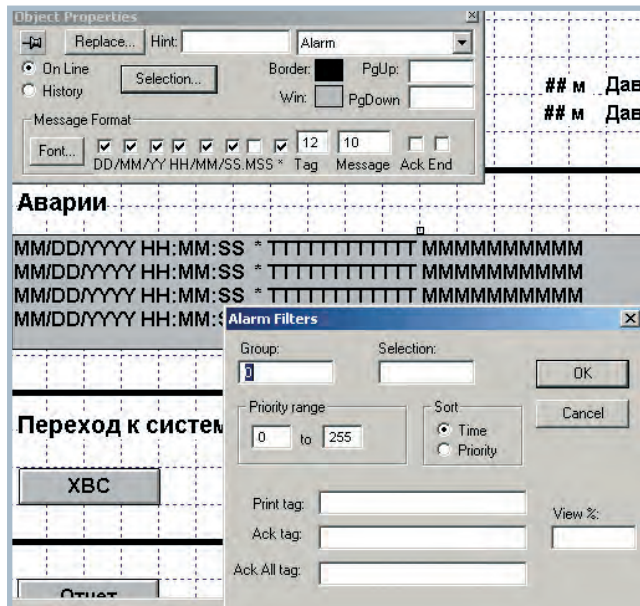 Object Properties
Replace... Hint: Alarm
On Line Selection... Border: PgUp:
History Win: PgDown
## м Дав
## м Дав
Message Format
Font... 12 10
DD/MM/YY HH/MM/SS.MSS * Tag Message Ack End
Аварии
MM/DD/YYYY HH:MM:SS * TTTTTTTTTTTT MMMMMMMMMM
MM/DD/YYYY HH:MM:SS * TTTTTTTTTTTT MMMMMMMMMM
MM/DD/YYYY HH:MM:SS * TTTTTTTTTTTT MMMMMMMMMM
MM/DD/YYYY HH:MM:S
Alarm Filters
Group: Selection:
0 OK
Priority range Sort Cancel
0 to 255 Time
Priority
Переход к систем
ХВС
Print tag: View %:
Ack tag:
Ack All tag:
Отчет